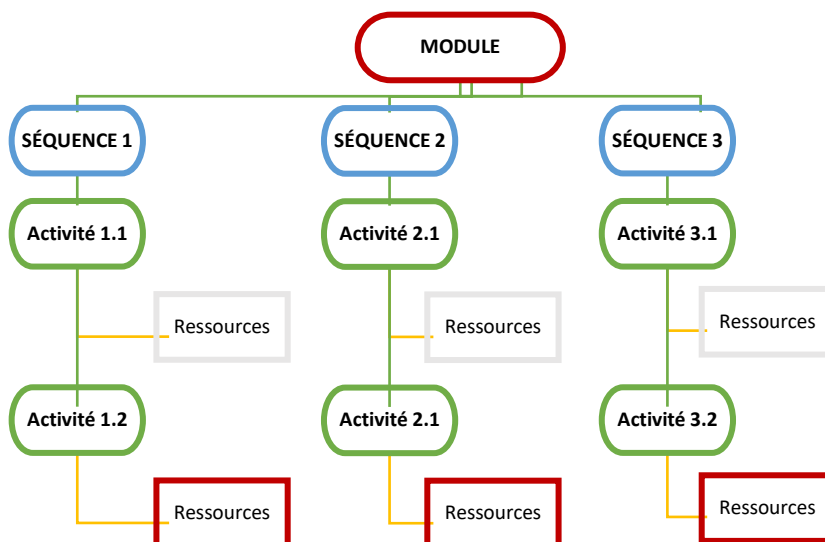 MODULE
SÉQUENCE 1
SÉQUENCE 2
SÉQUENCE 3
Activité 1.1
Activité 2.1
Activité 3.1
Ressources
Ressources
Ressources
Activité 1.2
Activité 2.1
Activité 3.2
Ressources
Ressources
Ressources